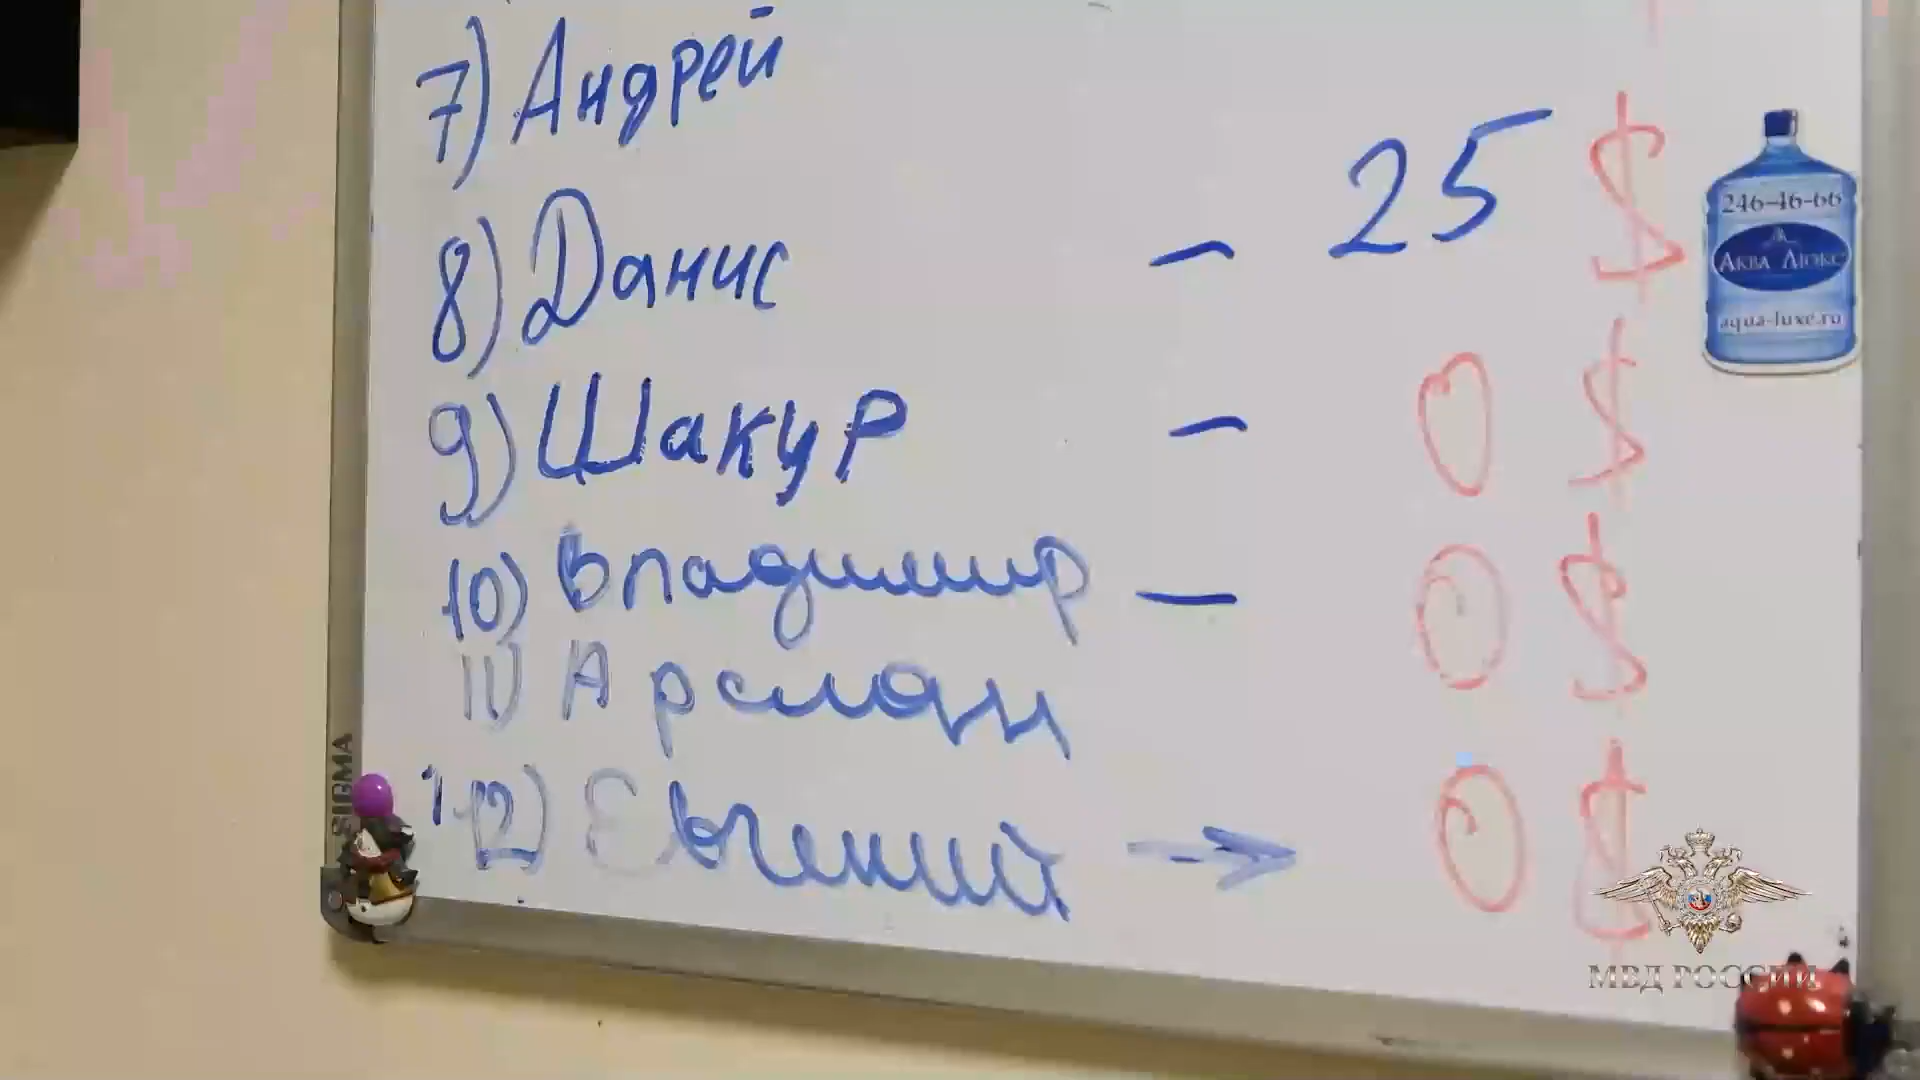 7) Андрей
8) Данис - 25 $
9) Шакур - 0 $
10) Владимир - 0 $
11) Арслан
12) Евгений → 0 $
246-46-66
АКВА ЛЮКС
aqua-luxe.ru
SIGMA
МВД РОССИИ